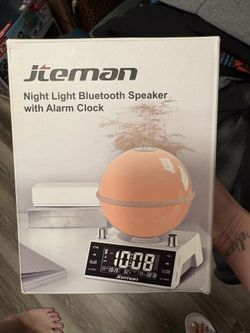 jteman
Night Light Bluetooth Speaker
with Alarm Clock
10:08
jteman